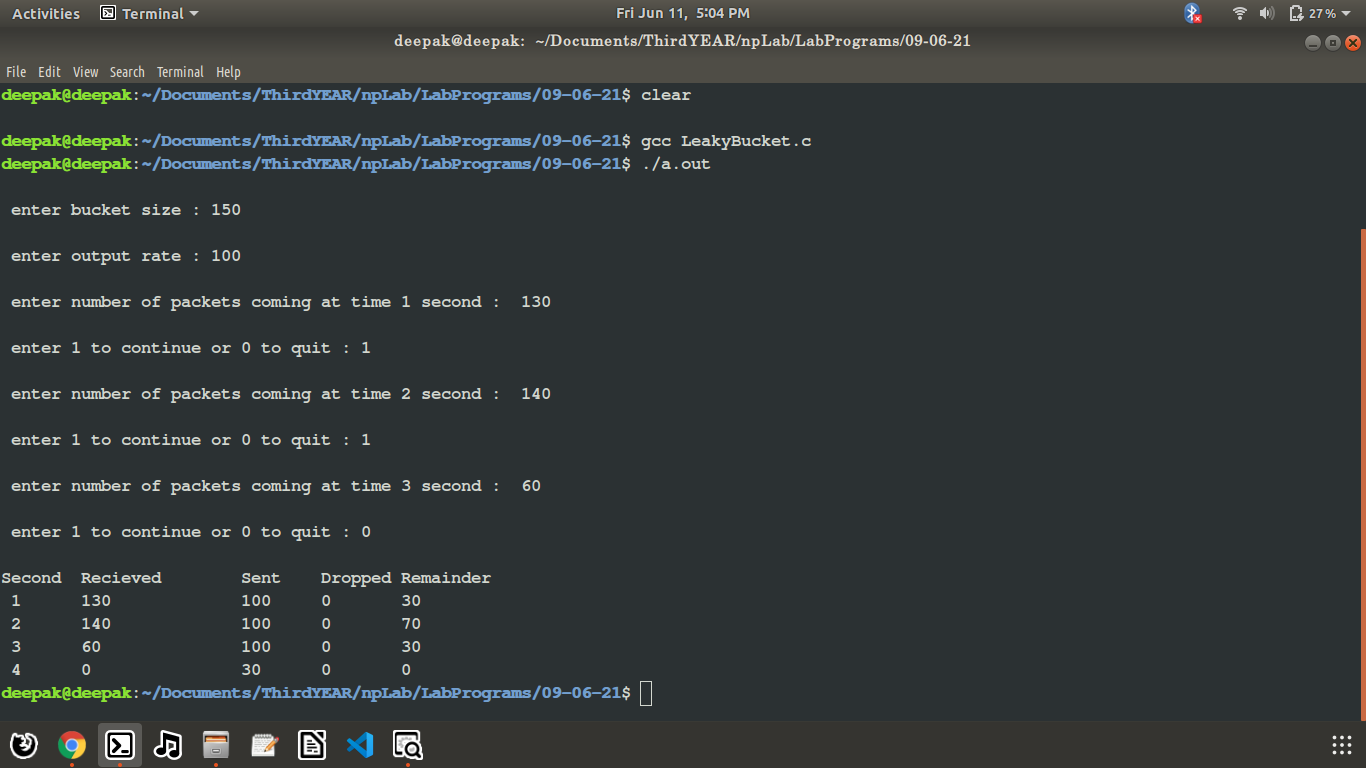 Activities Terminal Fri Jun 11, 5:04 PM 27%
deepak@deepak: ~/Documents/ThirdYEAR/npLab/LabPrograms/09-06-21
File Edit View Search Terminal Help
deepak@deepak:~/Documents/ThirdYEAR/npLab/LabPrograms/09-06-21$ clear
deepak@deepak:~/Documents/ThirdYEAR/npLab/LabPrograms/09-06-21$ gcc LeakyBucket.c
deepak@deepak:~/Documents/ThirdYEAR/npLab/LabPrograms/09-06-21$ ./a.out
enter bucket size : 150
enter output rate : 100
enter number of packets coming at time 1 second :  130
enter 1 to continue or 0 to quit : 1
enter number of packets coming at time 2 second :  140
enter 1 to continue or 0 to quit : 1
enter number of packets coming at time 3 second :  60
enter 1 to continue or 0 to quit : 0
Second  Recieved        Sent    Dropped Remainder
1      130             100     0       30
2      140             100     0       70
3      60              100     0       30
4      0               30      0       0
deepak@deepak:~/Documents/ThirdYEAR/npLab/LabPrograms/09-06-21$